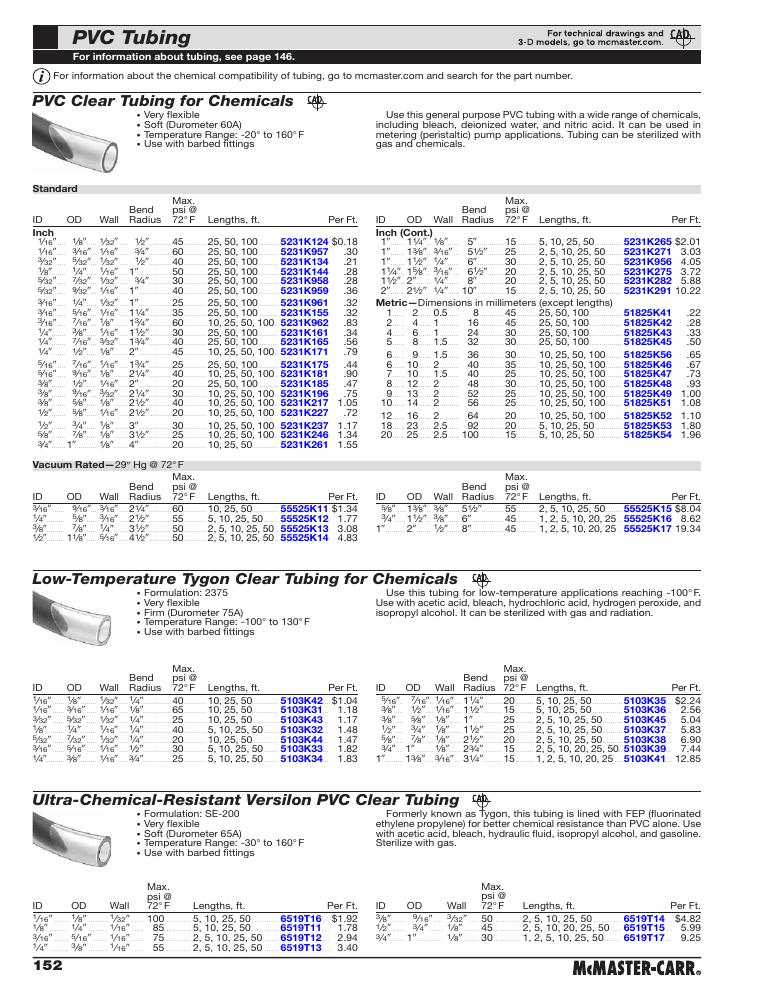 PVC Tubing
For technical drawings and
3-D models, go to mcmaster.com.
CAD
For information about tubing, see page 146.
i For information about the chemical compatibility of tubing, go to mcmaster.com and search for the part number.
PVC Clear Tubing for Chemicals CAD
• Very flexible
• Soft (Durometer 60A)
• Temperature Range: -20° to 160°F
• Use with barbed fittings
Use this general purpose PVC tubing with a wide range of chemicals,
including bleach, deionized water, and nitric acid. It can be used in
metering (peristaltic) pump applications. Tubing can be sterilized with
gas and chemicals.
Standard
ID OD Wall Bend Radius Max. psi @ 72°F Lengths, ft. Per Ft.
Inch
1/16" 1/8" 1/32" 1/2" 45 25, 50, 100 5231K124 $0.18
1/16" 3/16" 1/16" 3/4" 60 25, 50, 100 5231K957 .30
3/32" 5/32" 1/32" 1/2" 40 25, 50, 100 5231K134 .21
1/8" 1/4" 1/16" 1" 50 25, 50, 100 5231K144 .28
5/32" 7/32" 1/32" 3/4" 30 25, 50, 100 5231K958 .28
5/32" 9/32" 1/16" 1" 40 25, 50, 100 5231K959 .36
3/16" 1/4" 1/32" 1" 25 25, 50, 100 5231K961 .32
3/16" 5/16" 1/16" 1 1/4" 35 25, 50, 100 5231K155 .32
3/16" 7/16" 1/8" 1 3/4" 60 10, 25, 50, 100 5231K962 .83
1/4" 3/8" 1/16" 1 1/2" 30 25, 50, 100 5231K161 .34
1/4" 7/16" 3/32" 1 3/4" 40 25, 50, 100 5231K165 .56
1/4" 1/2" 1/8" 2" 45 10, 25, 50, 100 5231K171 .79
5/16" 7/16" 1/16" 1 3/4" 25 25, 50, 100 5231K175 .44
5/16" 9/16" 1/8" 2 1/4" 40 10, 25, 50, 100 5231K181 .90
3/8" 1/2" 1/16" 2" 20 25, 50, 100 5231K185 .47
3/8" 9/16" 3/32" 2 1/4" 30 10, 25, 50, 100 5231K196 .75
3/8" 5/8" 1/8" 2 1/2" 40 10, 25, 50, 100 5231K217 1.05
1/2" 5/8" 1/16" 2 1/2" 20 10, 25, 50, 100 5231K227 .72
1/2" 3/4" 1/8" 3" 30 10, 25, 50, 100 5231K237 1.17
5/8" 7/8" 1/8" 3 1/2" 25 10, 25, 50, 100 5231K246 1.34
3/4" 1" 1/8" 4" 20 10, 25, 50 5231K261 1.55
ID OD Wall Bend Radius Max. psi @ 72°F Lengths, ft. Per Ft.
Inch (Cont.)
1" 1 1/4" 1/8" 5" 15 5, 10, 25, 50 5231K265 $2.01
1" 1 3/8" 3/16" 5 1/2" 25 2, 5, 10, 25, 50 5231K271 3.03
1" 1 1/2" 1/4" 6" 30 2, 5, 10, 25, 50 5231K956 4.05
1 1/4" 1 5/8" 3/16" 6 1/2" 20 2, 5, 10, 25, 50 5231K275 3.72
1 1/2" 2" 1/4" 8" 20 2, 5, 10, 25, 50 5231K282 5.88
2" 2 1/2" 1/4" 10" 15 2, 5, 10, 25, 50 5231K291 10.22
Metric—Dimensions in millimeters (except lengths)
1 2 0.5 8 45 25, 50, 100 51825K41 .22
2 4 1 16 45 25, 50, 100 51825K42 .28
4 6 1 24 30 25, 50, 100 51825K43 .33
5 8 1.5 32 30 25, 50, 100 51825K45 .50
6 9 1.5 36 30 10, 25, 50, 100 51825K56 .65
6 10 2 40 35 10, 25, 50, 100 51825K46 .67
7 10 1.5 40 25 10, 25, 50, 100 51825K47 .73
8 12 2 48 30 10, 25, 50, 100 51825K48 .93
9 13 2 52 25 10, 25, 50, 100 51825K49 1.00
10 14 2 56 25 10, 25, 50, 100 51825K51 1.08
12 16 2 64 20 10, 25, 50, 100 51825K52 1.10
18 23 2.5 92 20 5, 10, 25, 50 51825K53 1.80
20 25 2.5 100 15 5, 10, 25, 50 51825K54 1.96
Vacuum Rated—29" Hg @ 72°F
ID OD Wall Bend Radius Max. psi @ 72°F Lengths, ft. Per Ft.
3/16" 9/16" 3/16" 2 1/4" 60 10, 25, 50 55525K11 $1.34
1/4" 5/8" 3/16" 2 1/2" 55 5, 10, 25, 50 55525K12 1.77
3/8" 7/8" 1/4" 3 1/2" 50 2, 5, 10, 25, 50 55525K13 3.08
1/2" 1 1/8" 5/16" 4 1/2" 50 2, 5, 10, 25, 50 55525K14 4.83
ID OD Wall Bend Radius Max. psi @ 72°F Lengths, ft. Per Ft.
5/8" 1 3/8" 3/8" 5 1/2" 55 2, 5, 10, 25, 50 55525K15 $8.04
3/4" 1 1/2" 3/8" 6" 45 1, 2, 5, 10, 20, 25 55525K16 8.62
1" 2" 1/2" 8" 45 1, 2, 5, 10, 20, 25 55525K17 19.34
Low-Temperature Tygon Clear Tubing for Chemicals CAD
• Formulation: 2375
• Very flexible
• Firm (Durometer 75A)
• Temperature Range: -100° to 130°F
• Use with barbed fittings
Use this tubing for low-temperature applications reaching -100°F.
Use with acetic acid, bleach, hydrochloric acid, hydrogen peroxide, and
isopropyl alcohol. It can be sterilized with gas and radiation.
ID OD Wall Bend Radius Max. psi @ 72°F Lengths, ft. Per Ft.
1/16" 1/8" 1/32" 1/4" 40 10, 25, 50 5103K42 $1.04
1/16" 3/16" 1/16" 1/8" 65 10, 25, 50 5103K31 1.18
3/32" 5/32" 1/32" 1/4" 25 10, 25, 50 5103K43 1.17
1/8" 1/4" 1/16" 1/4" 40 5, 10, 25, 50 5103K32 1.48
5/32" 7/32" 1/32" 1/4" 20 10, 25, 50 5103K44 1.47
3/16" 5/16" 1/16" 1/2" 30 5, 10, 25, 50 5103K33 1.82
1/4" 3/8" 1/16" 3/4" 25 5, 10, 25, 50 5103K34 1.83
ID OD Wall Bend Radius Max. psi @ 72°F Lengths, ft. Per Ft.
5/16" 7/16" 1/16" 1 1/4" 20 5, 10, 25, 50 5103K35 $2.24
3/8" 1/2" 1/16" 1 1/2" 15 5, 10, 25, 50 5103K36 2.56
3/8" 5/8" 1/8" 1" 25 2, 5, 10, 25, 50 5103K45 5.04
1/2" 3/4" 1/8" 1 1/2" 25 2, 5, 10, 25, 50 5103K37 5.83
5/8" 7/8" 1/8" 2 1/2" 20 2, 5, 10, 25, 50 5103K38 6.90
3/4" 1" 1/8" 2 3/4" 15 2, 5, 10, 20, 25, 50 5103K39 7.44
1" 1 3/8" 3/16" 3 1/4" 15 1, 2, 5, 10, 20, 25 5103K41 12.85
Ultra-Chemical-Resistant Versilon PVC Clear Tubing CAD
• Formulation: SE-200
• Very flexible
• Soft (Durometer 65A)
• Temperature Range: -30° to 160°F
• Use with barbed fittings
Formerly known as Tygon, this tubing is lined with FEP (fluorinated
ethylene propylene) for better chemical resistance than PVC alone. Use
with acetic acid, bleach, hydraulic fluid, isopropyl alcohol, and gasoline.
Sterilize with gas.
ID OD Wall Max. psi @ 72°F Lengths, ft. Per Ft.
1/16" 1/8" 1/32" 100 5, 10, 25, 50 6519T16 $1.92
1/8" 1/4" 1/16" 85 5, 10, 25, 50 6519T11 1.78
3/16" 5/16" 1/16" 75 2, 5, 10, 25, 50 6519T12 2.94
1/4" 3/8" 1/16" 55 2, 5, 10, 25, 50 6519T13 3.40
ID OD Wall Max. psi @ 72°F Lengths, ft. Per Ft.
3/8" 9/16" 3/32" 50 2, 5, 10, 25, 50 6519T14 $4.82
1/2" 3/4" 1/8" 45 2, 5, 10, 20, 25, 50 6519T15 5.99
3/4" 1" 1/8" 30 1, 2, 5, 10, 25, 50 6519T17 9.25
152
McMASTER-CARR®